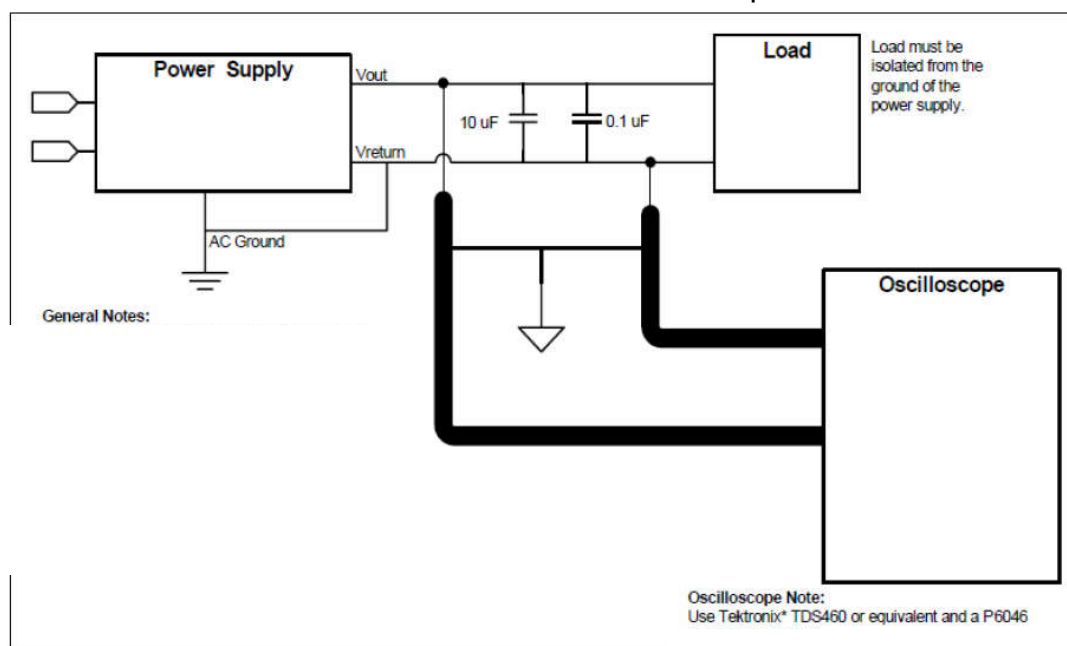 Power Supply
Vout
Vreturn
10 uF
0.1 uF
Load
Load must be
isolated from the
ground of the
power supply.
AC Ground
General Notes:
Oscilloscope
Oscilloscope Note:
Use Tektronix* TDS460 or equivalent and a P6046